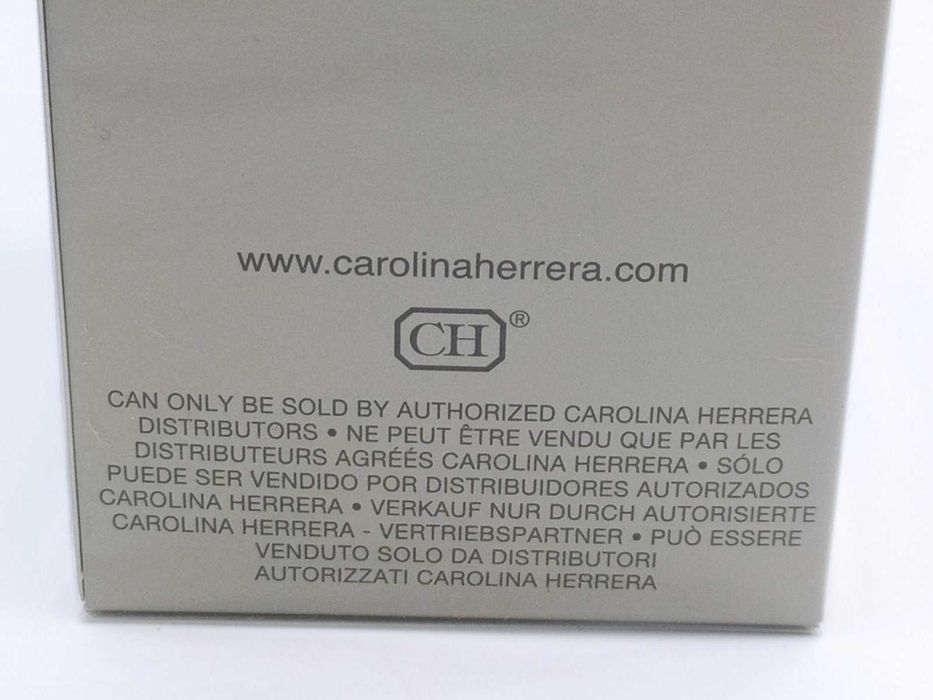 www.carolinaherrera.com
CH®
CAN ONLY BE SOLD BY AUTHORIZED CAROLINA HERRERA
DISTRIBUTORS • NE PEUT ÊTRE VENDU QUE PAR LES
DISTRIBUTEURS AGRÉÉS CAROLINA HERRERA • SÓLO
PUEDE SER VENDIDO POR DISTRIBUIDORES AUTORIZADOS
CAROLINA HERRERA • VERKAUF NUR DURCH AUTORISIERTE
CAROLINA HERRERA - VERTRIEBSPARTNER • PUÒ ESSERE
VENDUTO SOLO DA DISTRIBUTORI
AUTORIZZATI CAROLINA HERRERA